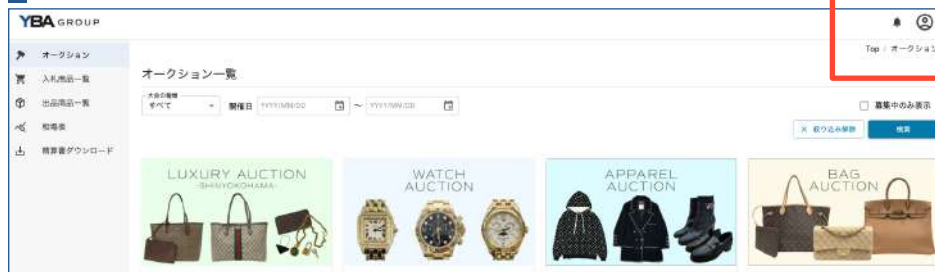 YBA GROUP
Top / オークション
オークション
入札商品一覧
出品商品一覧
相場表
精算書ダウンロード
オークション一覧
大会の種類
すべて
開催日 YYYY/MM/DD ~ YYYY/MM/DD
募集中のみ表示
× 絞り込み解除
検索
LUXURY AUCTION
-SHINYOKOHAMA-
WATCH
AUCTION
APPAREL
AUCTION
BAG
AUCTION